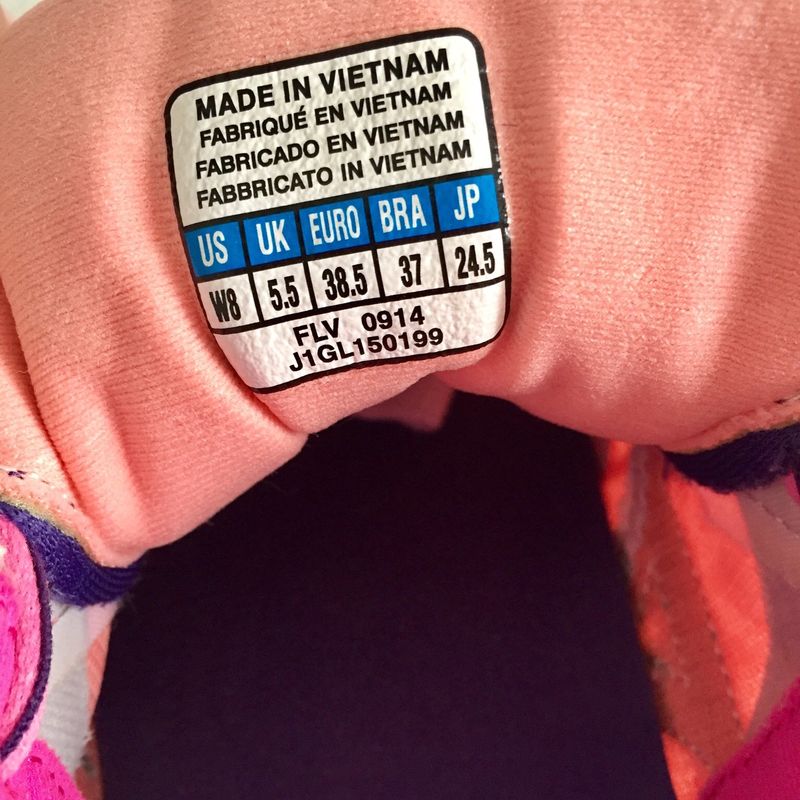 MADE IN VIETNAM
FABRIQUÉ EN VIETNAM
FABRICADO EN VIETNAM
FABBRICATO IN VIETNAM
US UK EURO BRA JP
W8 5.5 38.5 37 24.5
FLV 0914
J1GL150199